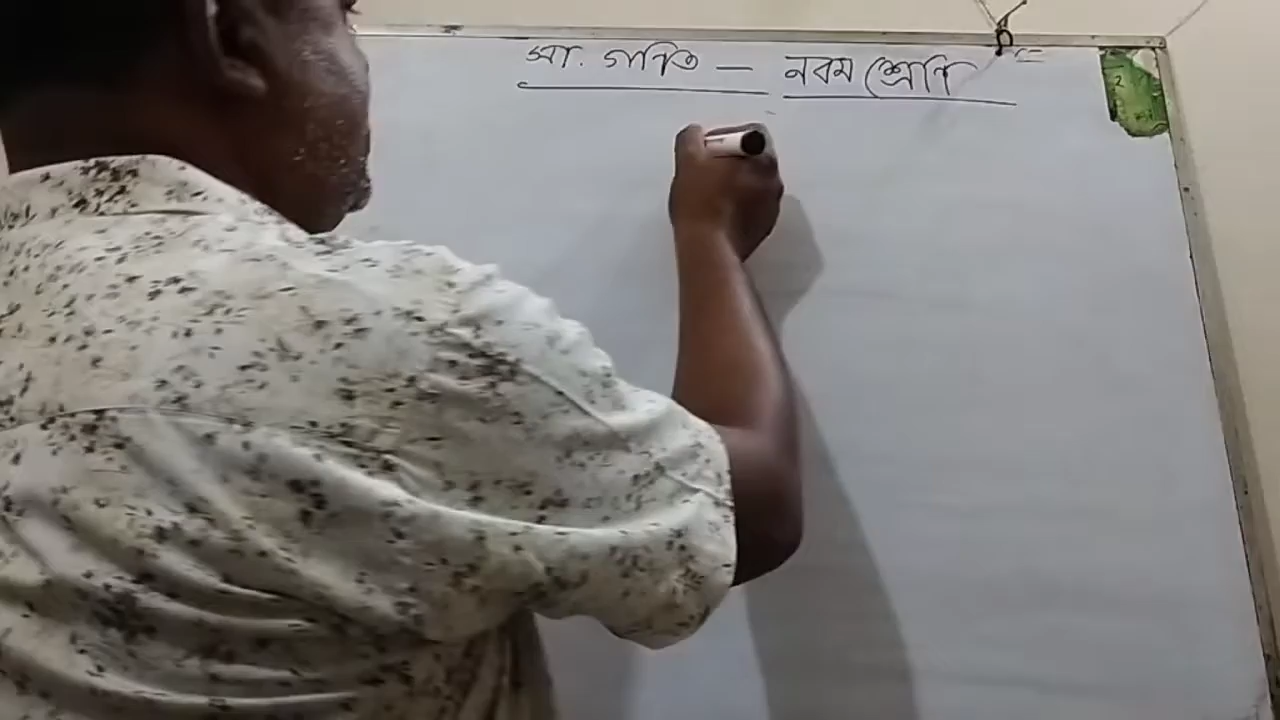 সা. গণিত — নবম শ্রেণি